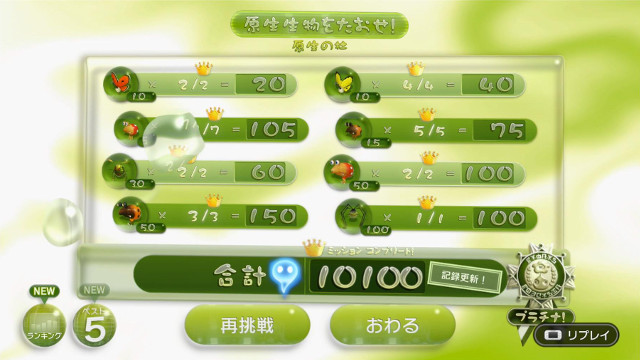 原生生物をたおせ!
原生の杜
10 × 2/2 = 20
10 × 4/4 = 40
/7 = 105
15 × 5/5 = 75
30 × 2/2 = 60
50 × 2/2 = 100
50 × 3/3 = 150
100 × 1/1 = 100
ミッションコンプリート!
合計 10100 記録更新!
NEW
ランキング
NEW
ベスト
5
再挑戦
おわる
プラチナ!
リプレイ